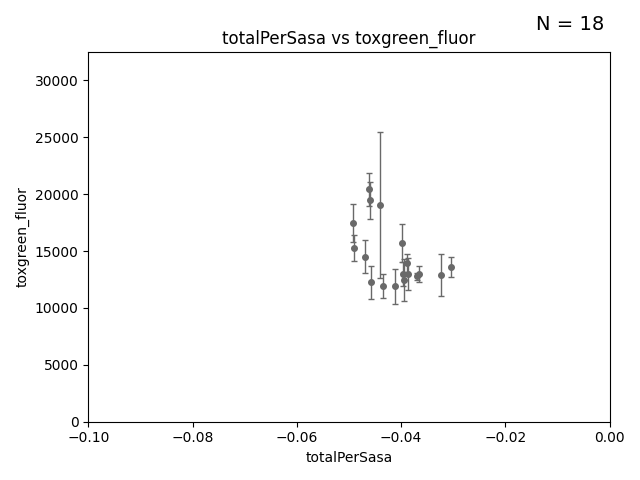 N = 18
totalPerSasa vs toxgreen_fluor
30000
25000
20000
15000
10000
5000
0
toxgreen_fluor
−0.10 −0.08 −0.06 −0.04 −0.02 0.00
totalPerSasa